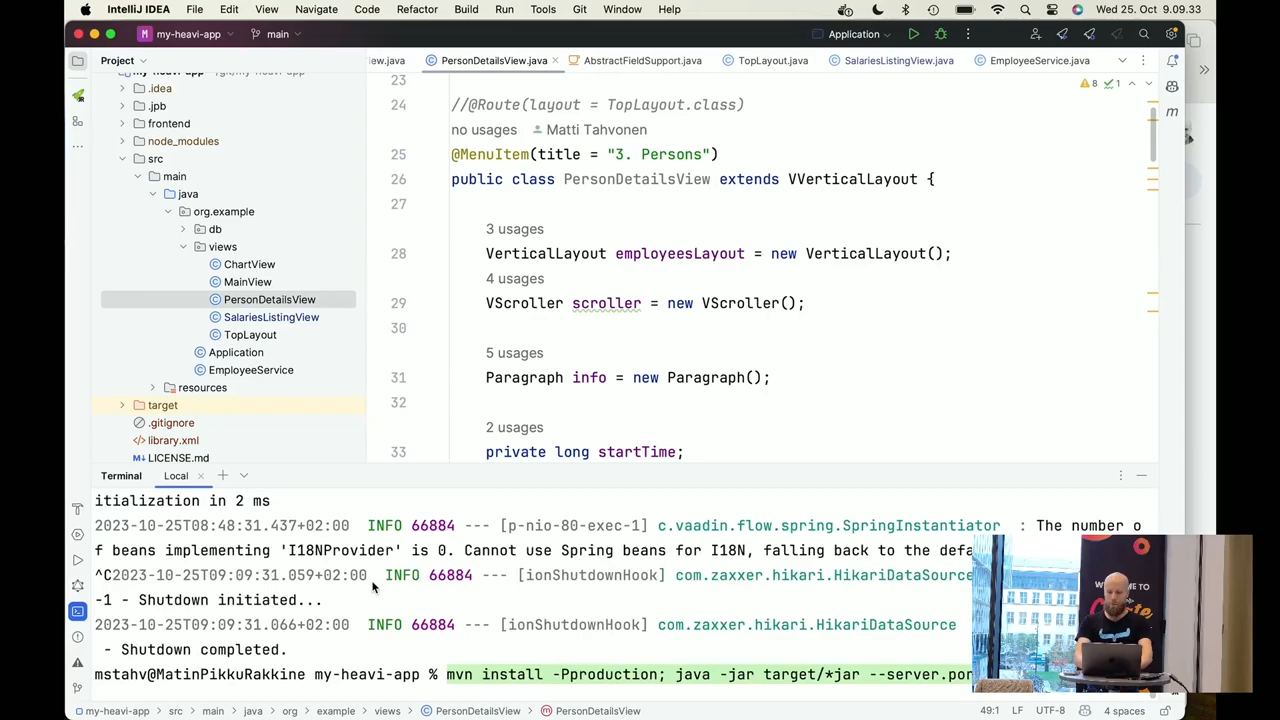 IntelliJ IDEA File Edit View Navigate Code Refactor Build Run Tools Git Window Help Wed 25. Oct 9.09.33
M my-heavi-app main Application
Project
iew.java PersonDetailsView.java AbstractFieldSupport.java TopLayout.java SalariesListingView.java EmployeeService.java
.idea
.jpb
frontend
node_modules
src
main
java
org.example
db
views
ChartView
MainView
PersonDetailsView
SalariesListingView
TopLayout
Application
EmployeeService
resources
target
.gitignore
library.xml
LICENSE.md
8 1
23
24 //@Route(layout = TopLayout.class)
no usages Matti Tahvonen
25 @MenuItem(title = "3. Persons")
26 public class PersonDetailsView extends VVerticalLayout {
27
3 usages
28 VerticalLayout employeesLayout = new VerticalLayout();
4 usages
29 VScroller scroller = new VScroller();
30
5 usages
31 Paragraph info = new Paragraph();
32
2 usages
33 private long startTime;
Terminal Local
itialization in 2 ms
2023-10-25T08:48:31.437+02:00 INFO 66884 --- [p-nio-80-exec-1] c.vaadin.flow.spring.SpringInstantiator : The number o
f beans implementing 'I18NProvider' is 0. Cannot use Spring beans for I18N, falling back to the defa
^C2023-10-25T09:09:31.059+02:00 INFO 66884 --- [ionShutdownHook] com.zaxxer.hikari.HikariDataSource
-1 - Shutdown initiated...
2023-10-25T09:09:31.066+02:00 INFO 66884 --- [ionShutdownHook] com.zaxxer.hikari.HikariDataSource
- Shutdown completed.
mstahv@MatinPikkuRakkine my-heavi-app % mvn install -Pproduction; java -jar target/*jar --server.por
my-heavi-app src main java org example views PersonDetailsView PersonDetailsView 49:1 LF UTF-8 4 spaces